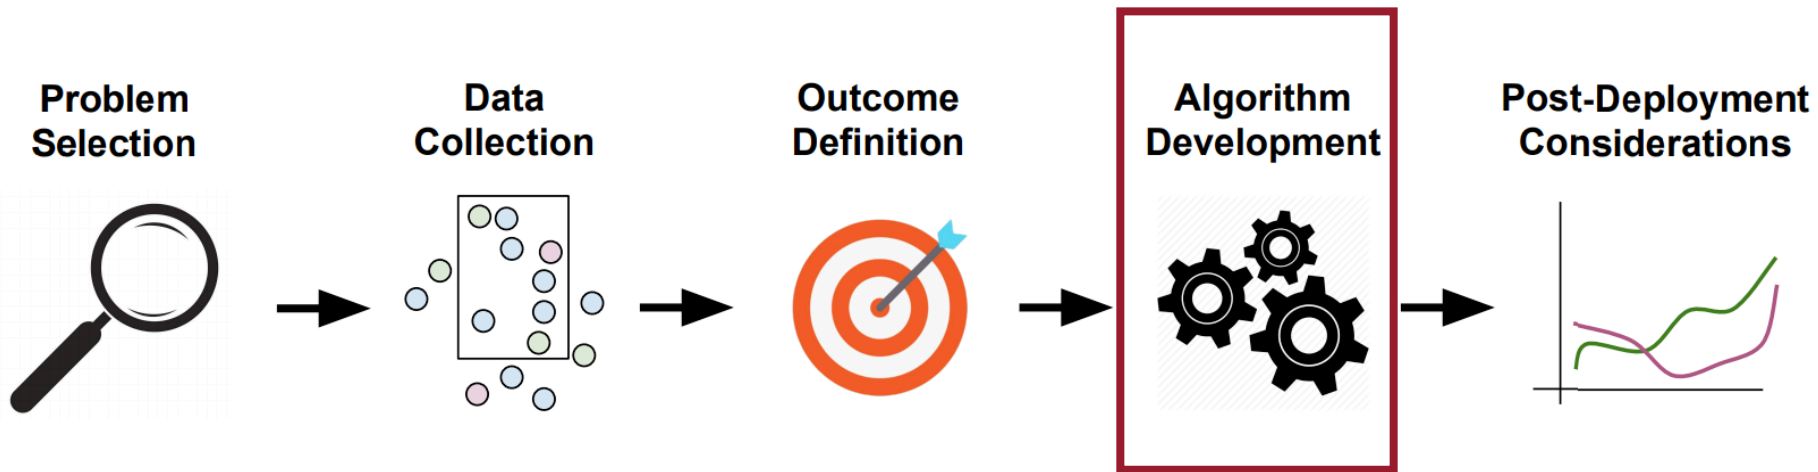 Problem
Selection
Data
Collection
Outcome
Definition
Algorithm
Development
Post-Deployment
Considerations